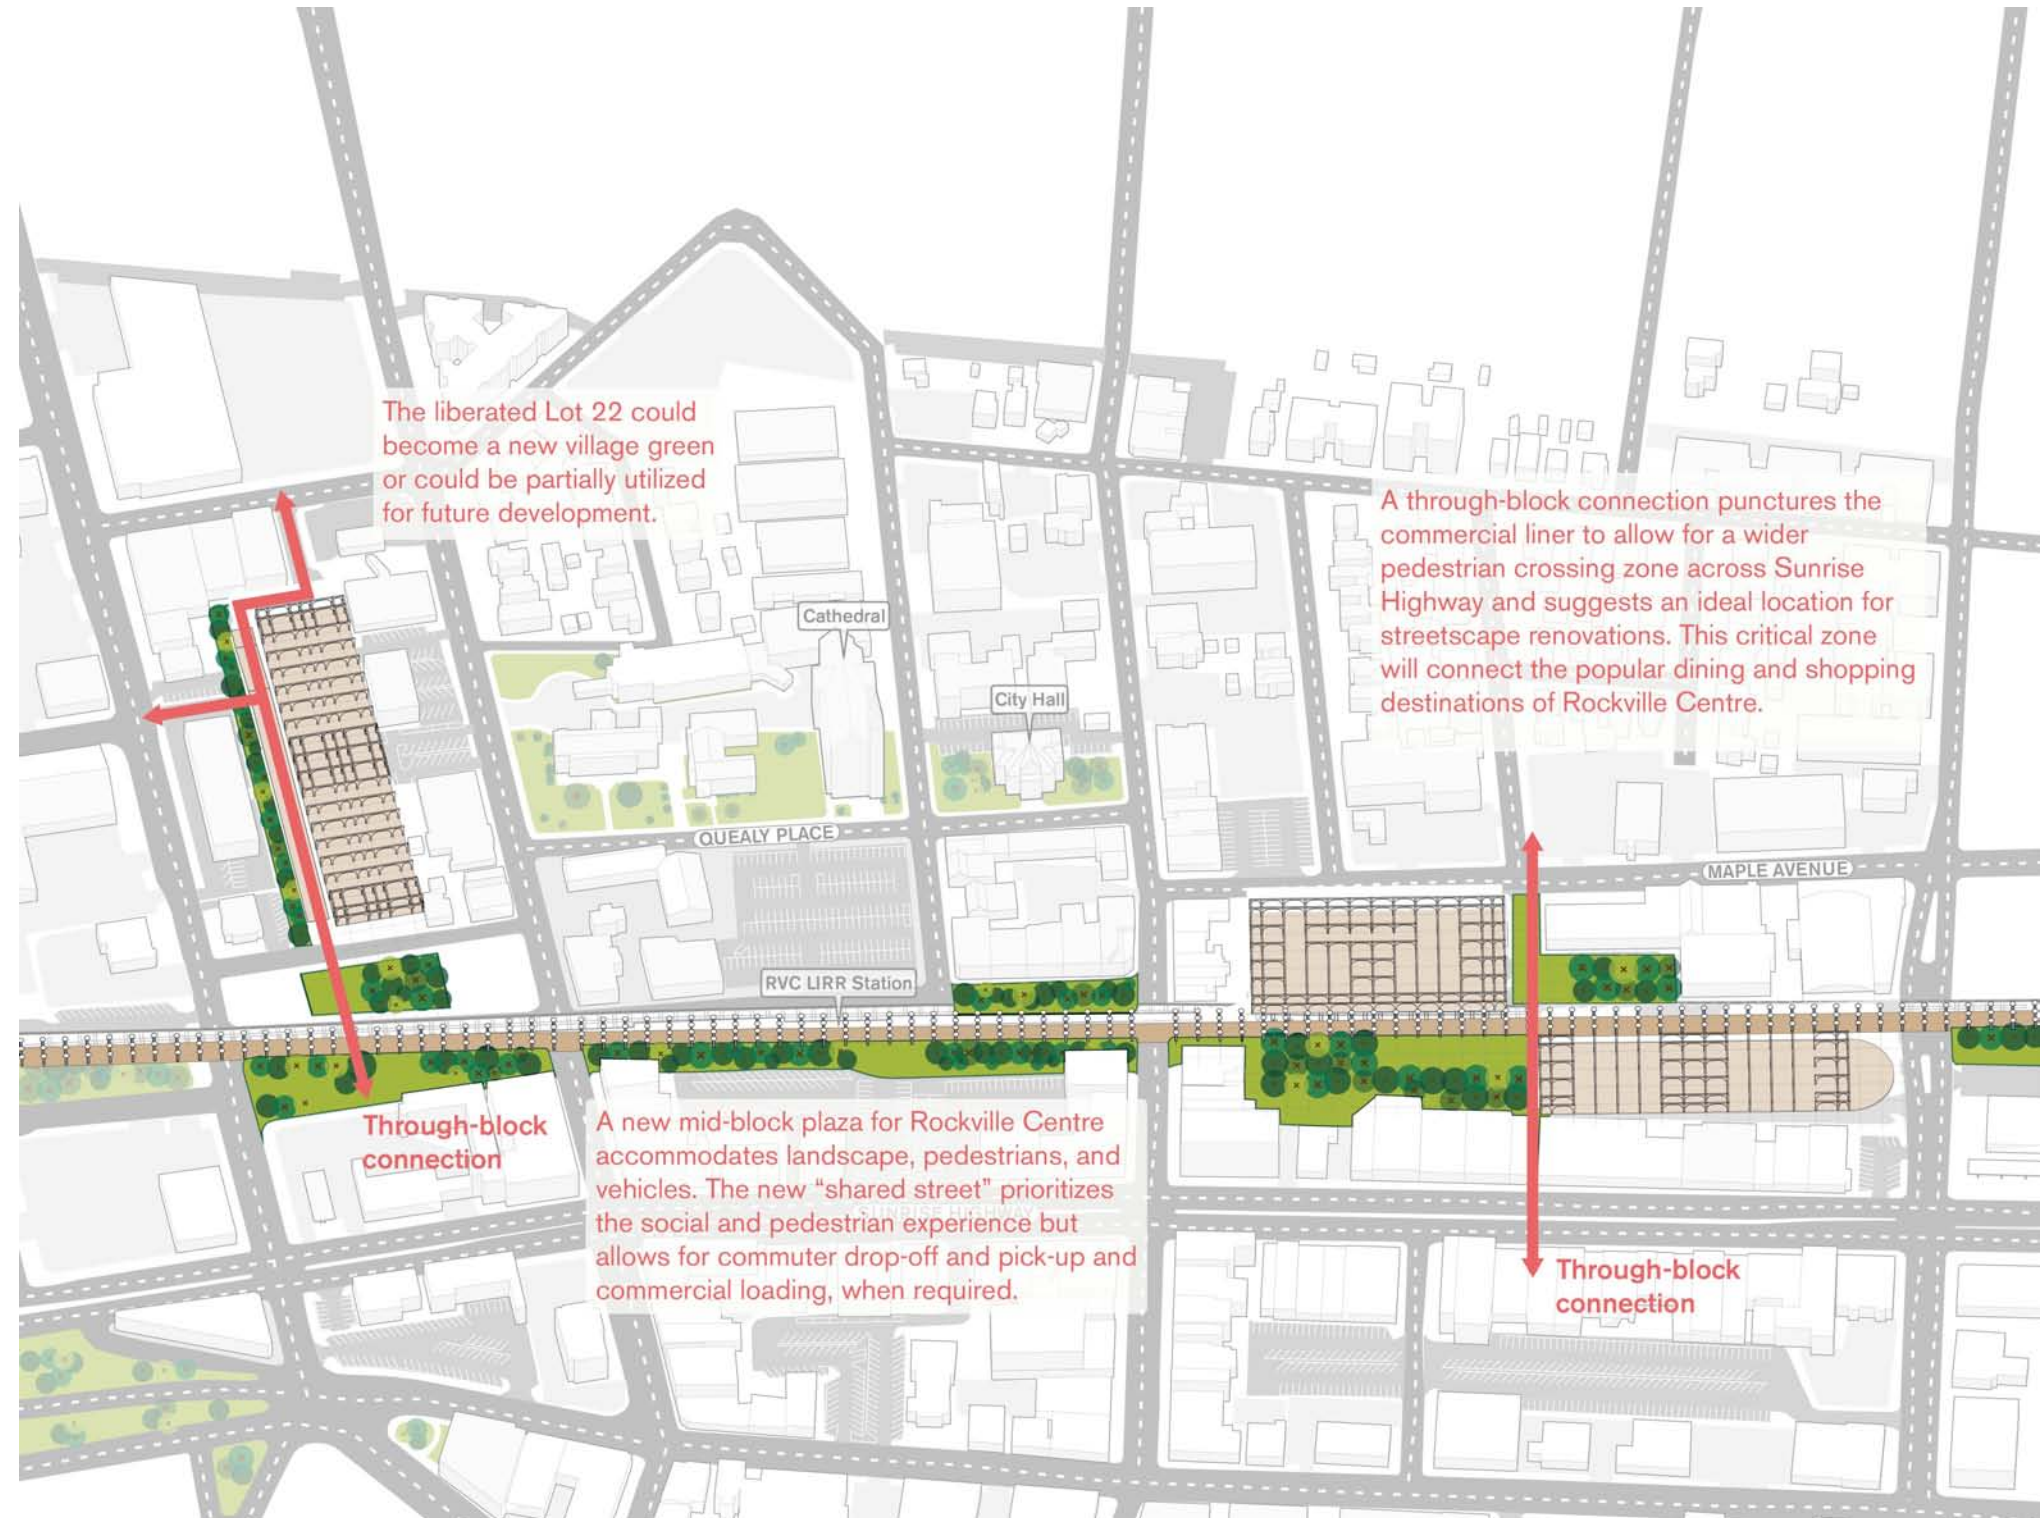 The liberated Lot 22 could
become a new village green
or could be partially utilized
for future development.
A through-block connection punctures the
commercial liner to allow for a wider
pedestrian crossing zone across Sunrise
Highway and suggests an ideal location for
streetscape renovations. This critical zone
will connect the popular dining and shopping
destinations of Rockville Centre.
Cathedral
City Hall
QUEALY PLACE
MAPLE AVENUE
RVC LIRR Station
Through-block
connection
A new mid-block plaza for Rockville Centre
accommodates landscape, pedestrians, and
vehicles. The new “shared street” prioritizes
the social and pedestrian experience but
allows for commuter drop-off and pick-up and
commercial loading, when required.
SUNRISE HIGHWAY
Through-block
connection